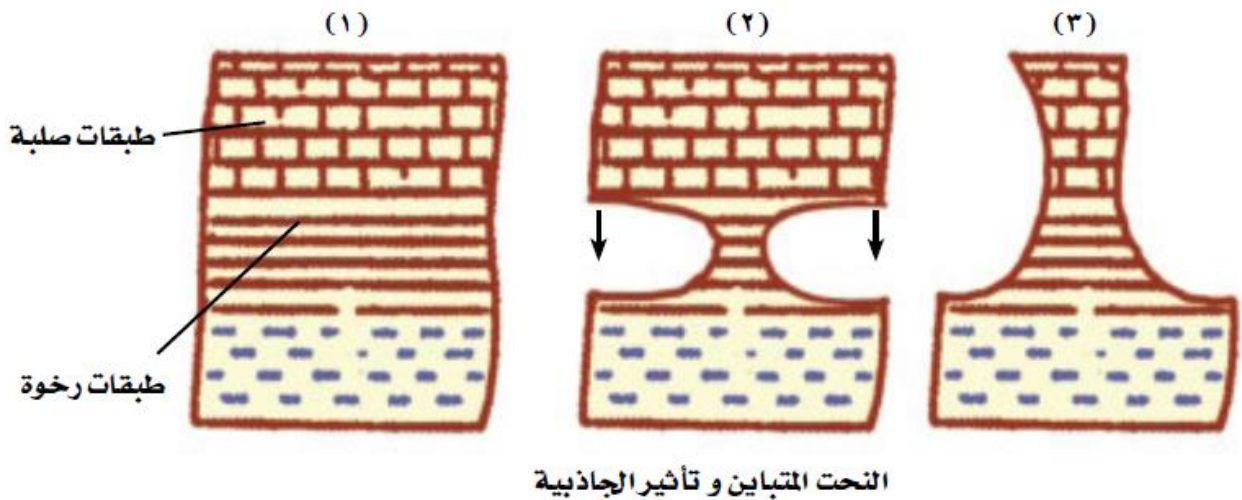 (١)
(٢)
(٣)
طبقات صلبة
طبقات رخوة
النحت المتباين و تأثير الجاذبية